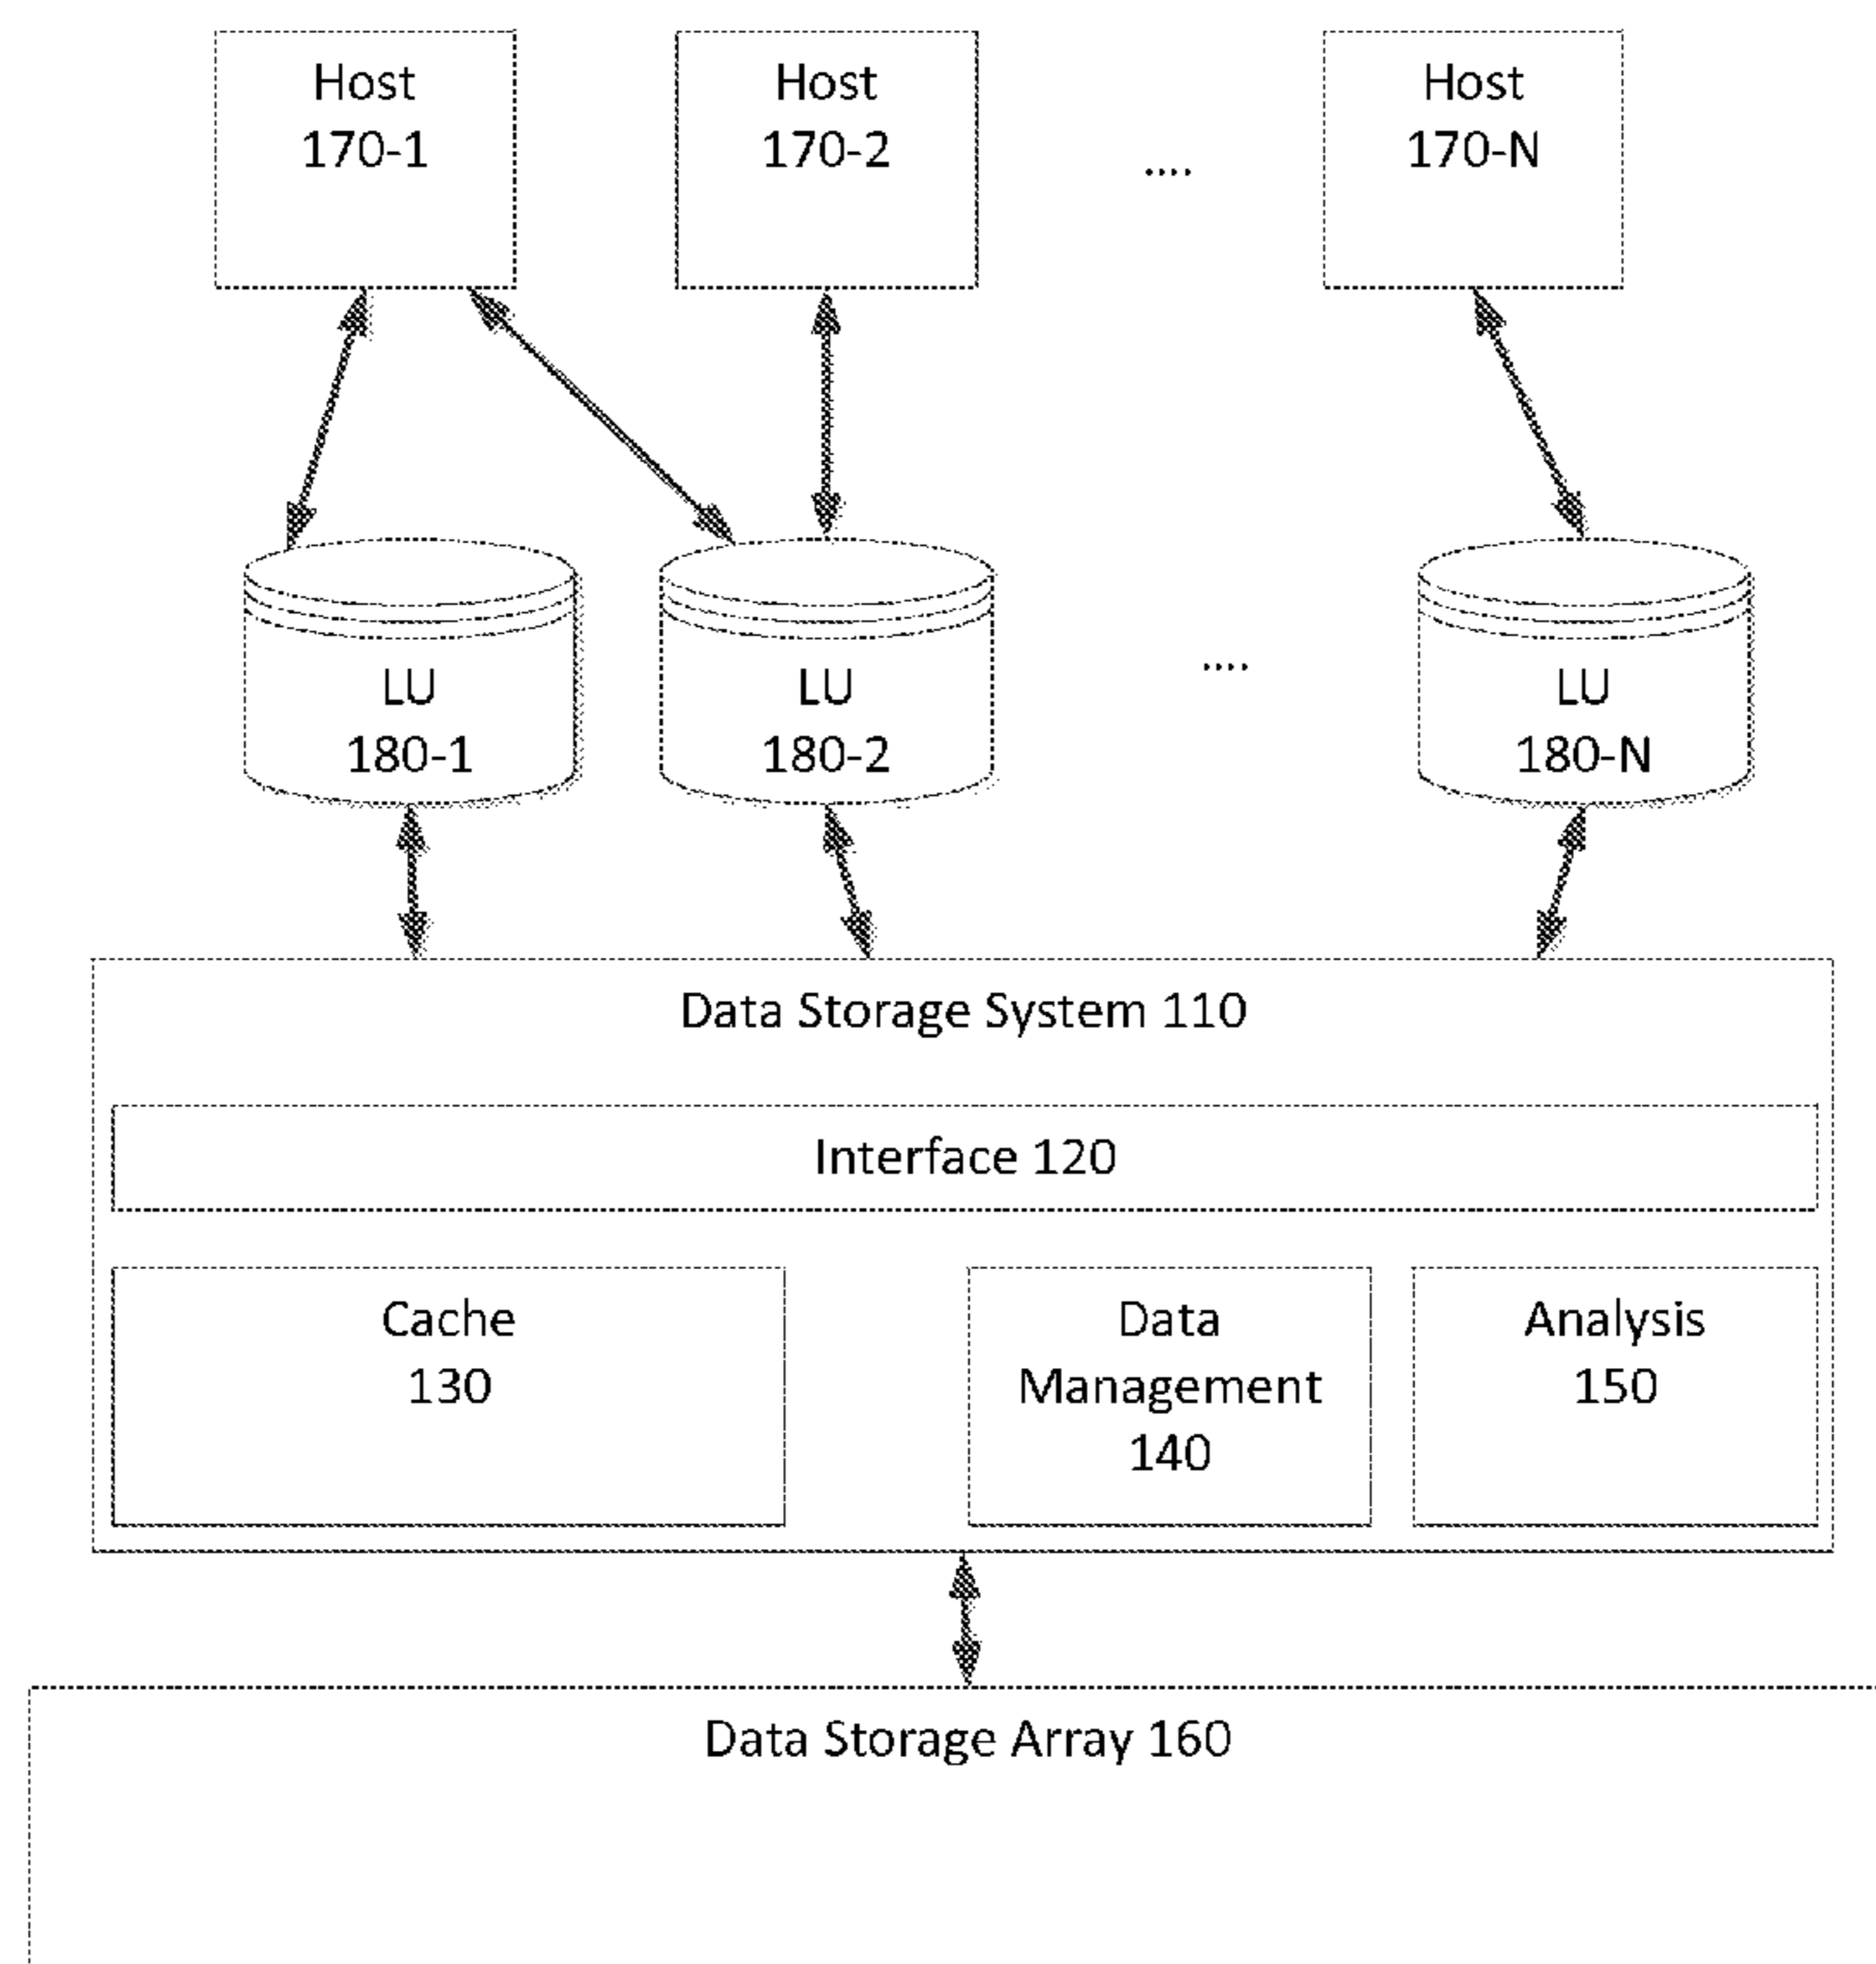 Host
170-1
Host
170-2
....
Host
170-N
LU
180-1
LU
180-2
....
LU
180-N
Data Storage System 110
Interface 120
Cache
130
Data
Management
140
Analysis
150
Data Storage Array 160